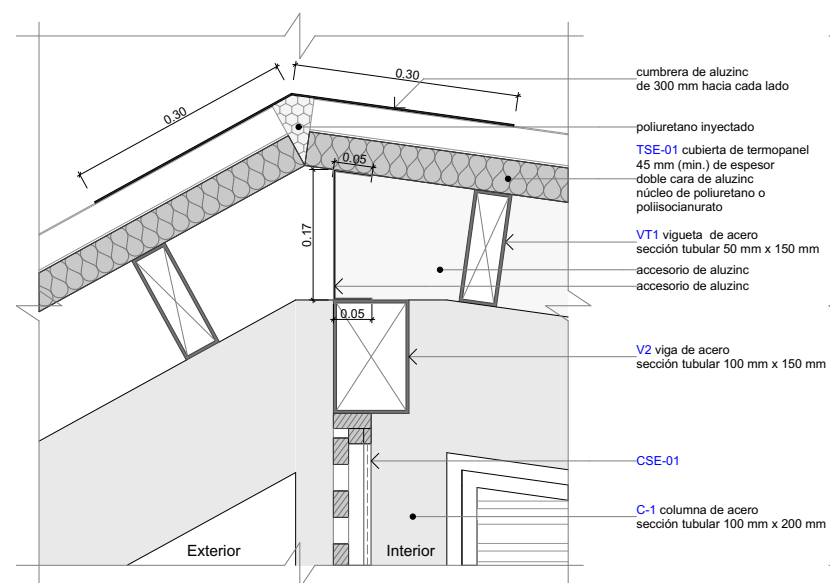 0.30
0.30
cumbrera de aluzinc
de 300 mm hacia cada lado
poliuretano inyectado
TSE-01 cubierta de termopanel
45 mm (min.) de espesor
doble cara de aluzinc
núcleo de poliuretano o
poliisocianurato
0.05
0.17
VT1 vigueta de acero
sección tubular 50 mm x 150 mm
accesorio de aluzinc
accesorio de aluzinc
0.05
V2 viga de acero
sección tubular 100 mm x 150 mm
CSE-01
C-1 columna de acero
sección tubular 100 mm x 200 mm
Exterior
Interior